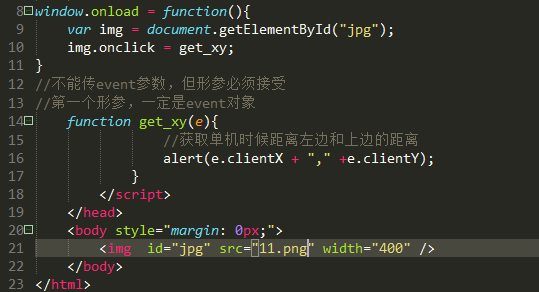 8 window.onload = function(){
9 var img = document.getElementById("jpg");
10 img.onclick = get_xy;
11 }
12 //不能传event参数，但形参必须接受
13 //第一个形参，一定是event对象
14 function get_xy(e){
15 //获取单机时候距离左边和上边的距离
16 alert(e.clientX + "," +e.clientY);
17 }
18 </script>
19 </head>
20 <body style="margin: 0px;">
21 <img  id="jpg" src="11.png" width="400" />
22 </body>
23 </html>